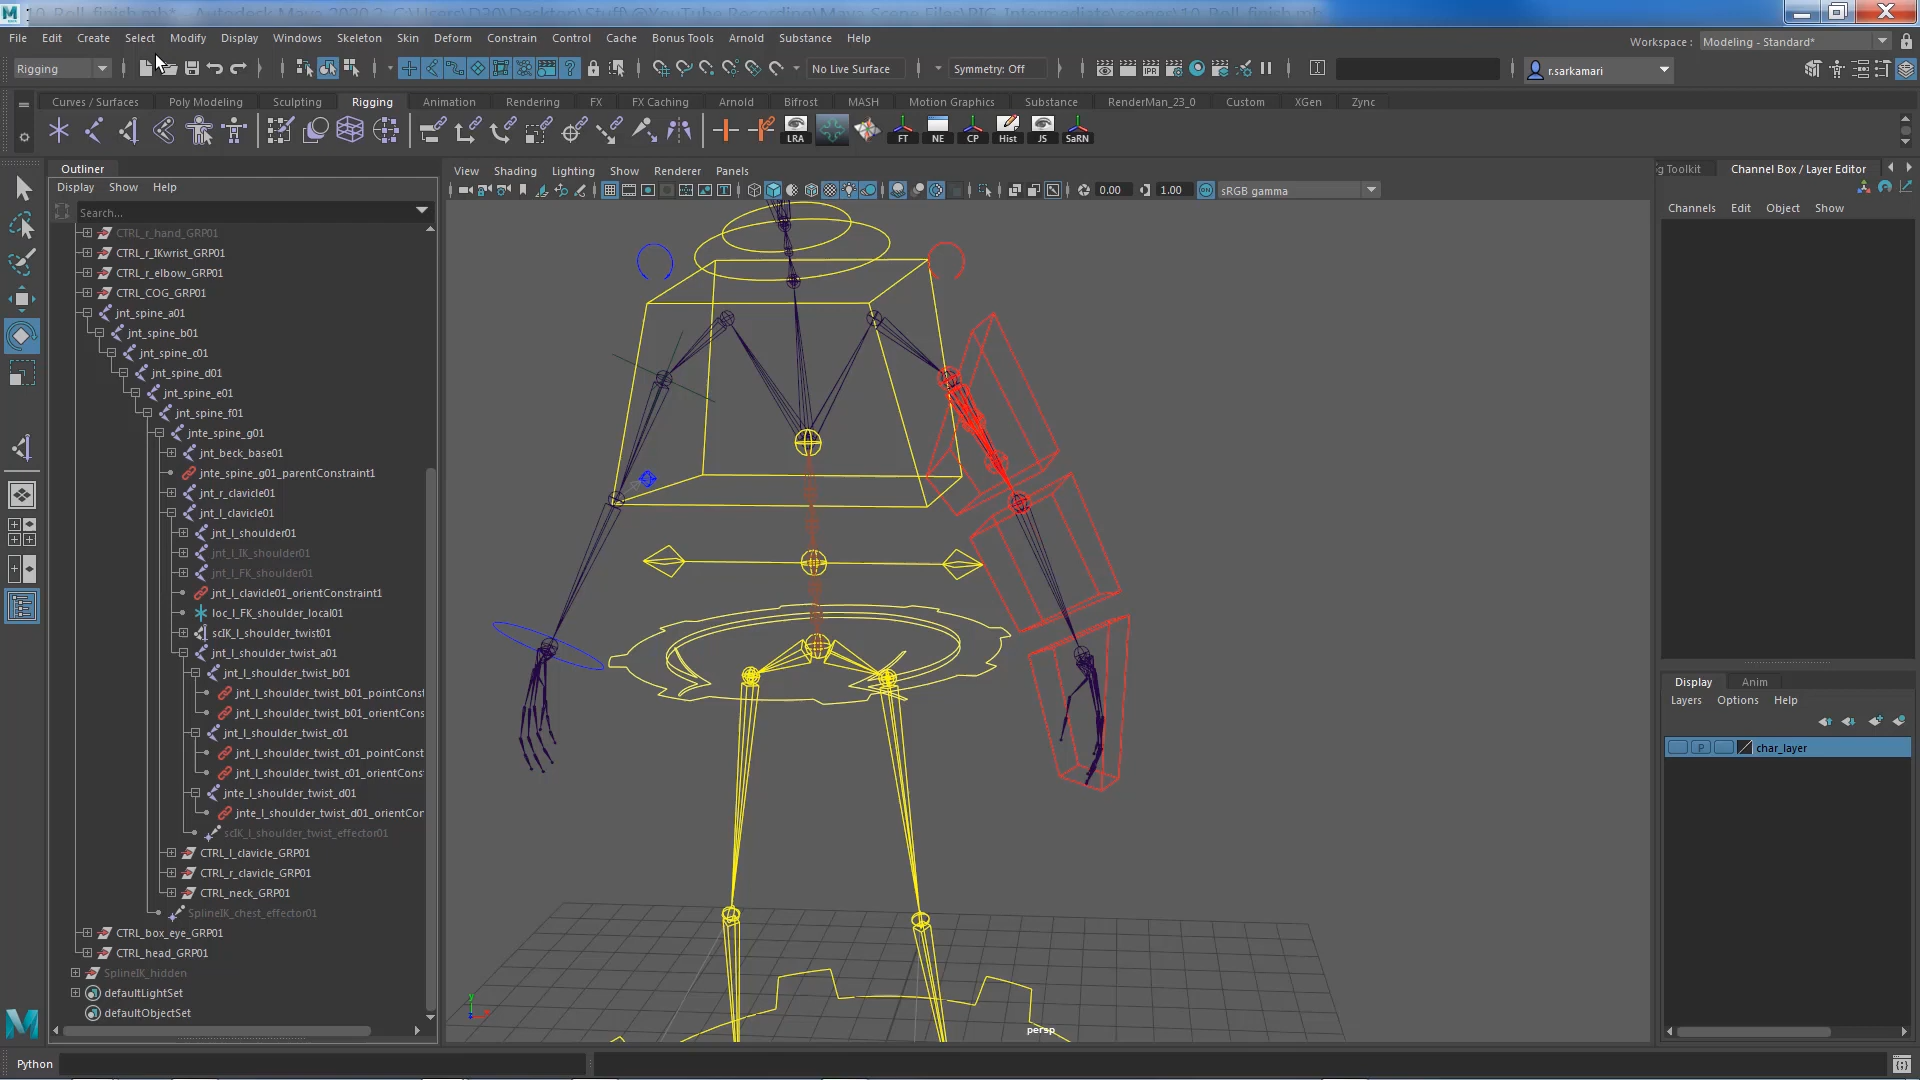 File Edit Create Select Modify Display Windows Skeleton Skin Deform Constrain Control Cache Bonus Tools Arnold Substance Help
Workspace : Modeling - Standard*
Rigging
No Live Surface
Symmetry: Off
r.sarkamari
Curves / Surfaces Poly Modeling Sculpting Rigging Animation Rendering FX FX Caching Arnold Bifrost MASH Motion Graphics Substance RenderMan_23_0 Custom XGen Zync
LRA FT NE CP Hist JS SaRN
Outliner
Display Show Help
Search...
CTRL_r_hand_GRP01
CTRL_r_IKwrist_GRP01
CTRL_r_elbow_GRP01
CTRL_COG_GRP01
jnt_spine_a01
jnt_spine_b01
jnt_spine_c01
jnt_spine_d01
jnt_spine_e01
jnt_spine_f01
jnte_spine_g01
jnt_beck_base01
jnte_spine_g01_parentConstraint1
jnt_r_clavicle01
jnt_l_clavicle01
jnt_l_shoulder01
jnt_l_IK_shoulder01
jnt_l_FK_shoulder01
jnt_l_clavicle01_orientConstraint1
loc_l_FK_shoulder_local01
scIK_l_shoulder_twist01
jnt_l_shoulder_twist_a01
jnt_l_shoulder_twist_b01
jnt_l_shoulder_twist_b01_pointConst
jnt_l_shoulder_twist_b01_orientCons
jnt_l_shoulder_twist_c01
jnt_l_shoulder_twist_c01_pointConst
jnt_l_shoulder_twist_c01_orientCons
jnte_l_shoulder_twist_d01
jnte_l_shoulder_twist_d01_orientCor
scIK_l_shoulder_twist_effector01
CTRL_l_clavicle_GRP01
CTRL_r_clavicle_GRP01
CTRL_neck_GRP01
SplineIK_chest_effector01
CTRL_box_eye_GRP01
CTRL_head_GRP01
SplineIK_hidden
defaultLightSet
defaultObjectSet
View Shading Lighting Show Renderer Panels
0.00 1.00 sRGB gamma
y
persp
g Toolkit Channel Box / Layer Editor
Channels Edit Object Show
Display Anim
Layers Options Help
P char_layer
Python